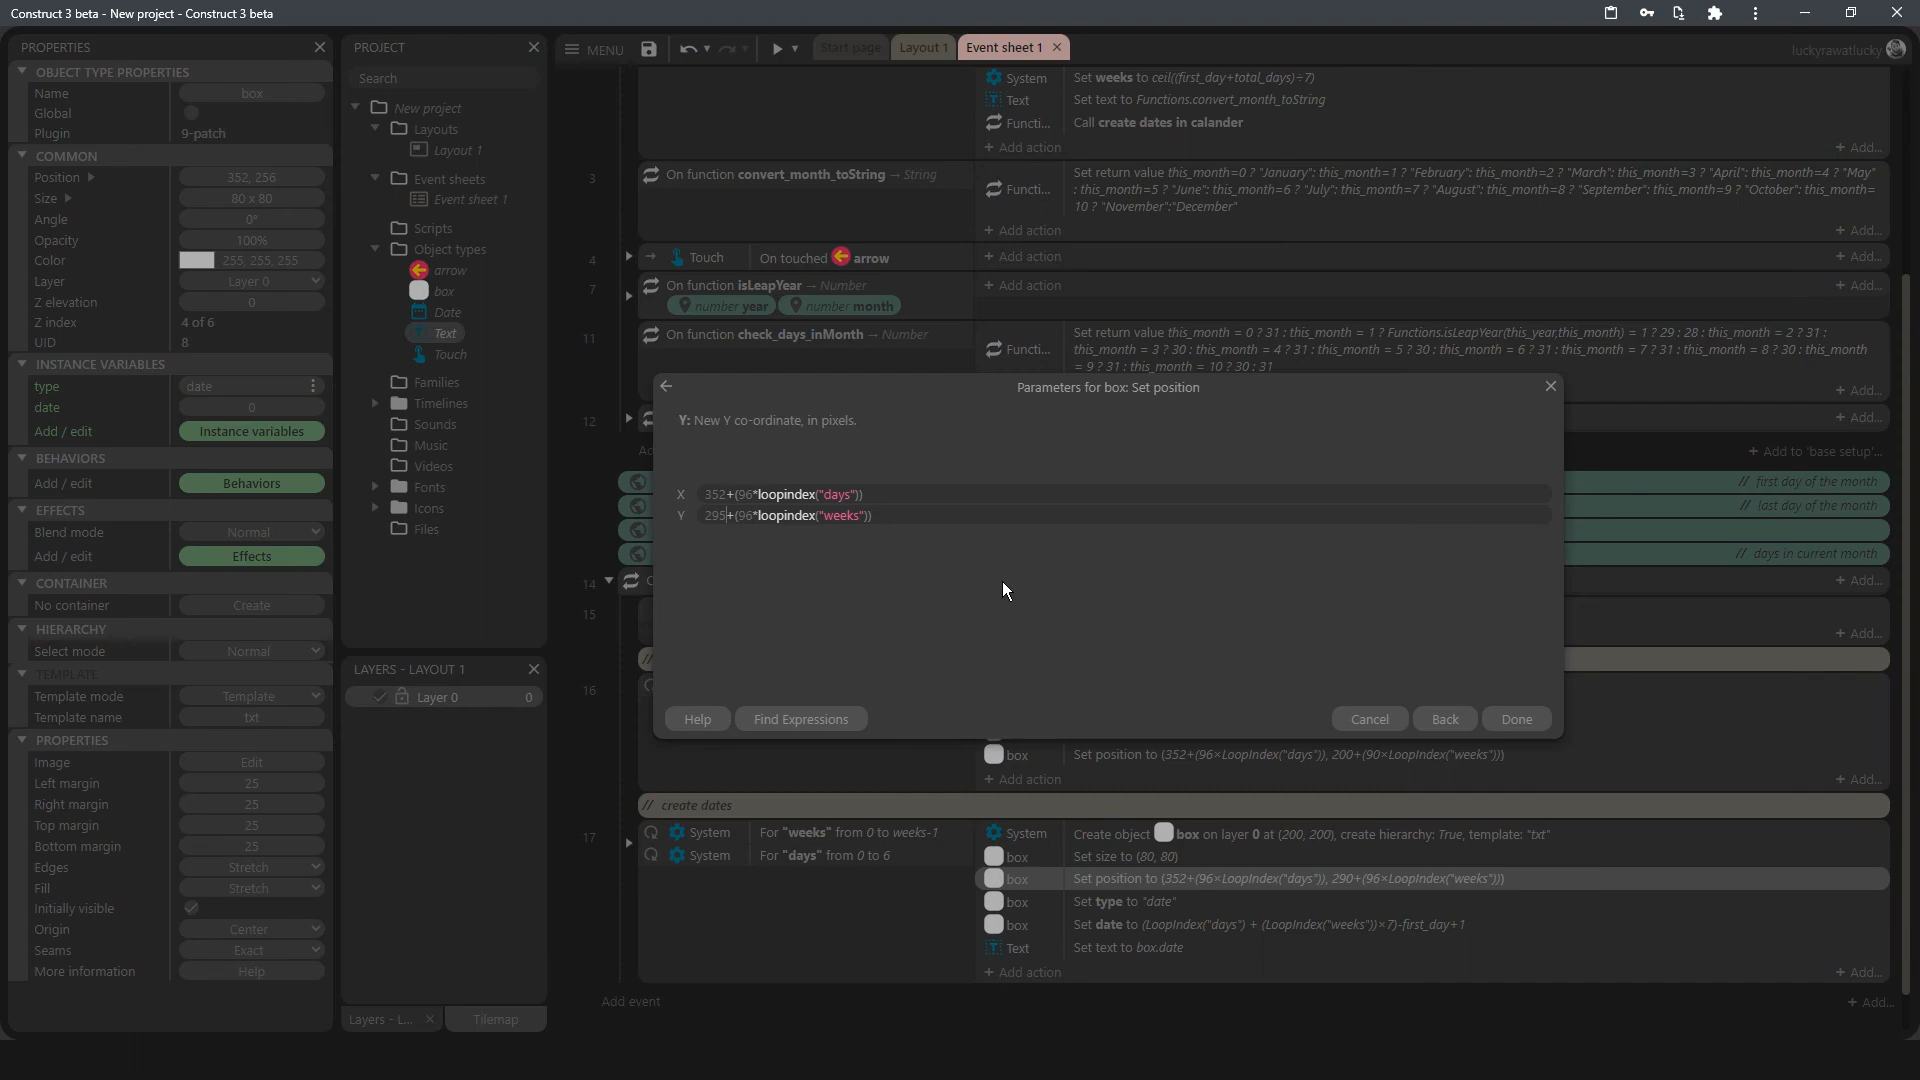 Construct 3 beta - New project - Construct 3 beta
PROPERTIES
PROPERTIES
OBJECT TYPE PROPERTIES
Name box
Global
Plugin 9-patch
COMMON
Position 352, 256
Size 80 x 80
Angle 0°
Opacity 100%
Color 255, 255, 255
Layer Layer 0
Z elevation 0
Z index 4 of 6
UID 8
INSTANCE VARIABLES
type date
date 0
Add / edit Instance variables
BEHAVIORS
Add / edit Behaviors
EFFECTS
Blend mode Normal
Add / edit Effects
CONTAINER
No container Create
HIERARCHY
Select mode Normal
TEMPLATE
Template mode Template
Template name txt
PROPERTIES
Image Edit
Left margin 25
Right margin 25
Top margin 25
Bottom margin 25
Edges Stretch
Fill Stretch
Initially visible
Origin Center
Seams Exact
More information Help
PROJECT
Search
New project
Layouts
Layout 1
Event sheets
Event sheet 1
Scripts
Object types
arrow
box
Date
Text
Touch
Families
Timelines
Sounds
Music
Videos
Fonts
Icons
Files
LAYERS - LAYOUT 1
Layer 0 0
Layers - L... Tilemap
MENU
Start page Layout 1 Event sheet 1
luckyrawatlucky
System Set weeks to ceil((first_day+total_days)÷7)
Text Set text to Functions.convert_month_toString
Functi... Call create dates in calander
+ Add action + Add...
3 On function convert_month_toString → String
Functi... Set return value this_month=0 ? "January": this_month=1 ? "February": this_month=2 ? "March": this_month=3 ? "April": this_month=4 ? "May"
: this_month=5 ? "June": this_month=6 ? "July": this_month=7 ? "August": this_month=8 ? "September": this_month=9 ? "October": this_month=
10 ? "November":"December"
+ Add action + Add...
4 Touch On touched arrow + Add action + Add...
7 On function isLeapYear → Number + Add action + Add...
number year number month
11 On function check_days_inMonth → Number
Functi... Set return value this_month = 0 ? 31 : this_month = 1 ? Functions.isLeapYear(this_year,this_month) = 1 ? 29 : 28 : this_month = 2 ? 31 :
this_month = 3 ? 30 : this_month = 4 ? 31 : this_month = 5 ? 30 : this_month = 6 ? 31 : this_month = 7 ? 31 : this_month = 8 ? 30 : this_month
= 9 ? 31 : this_month = 10 ? 30 : 31
+ Add...
12 + Add...
+ Add to 'base setup'...
// first day of the month
// last day of the month
// days in current month
14 + Add...
15
+ Add...
//
16
Parameters for box: Set position
Y: New Y co-ordinate, in pixels.
X 352+(96*loopindex("days"))
Y 295+(96*loopindex("weeks"))
Help Find Expressions Cancel Back Done
box Set position to (352+(96×LoopIndex("days")), 200+(90×LoopIndex("weeks")))
+ Add action + Add...
// create dates
17 System For "weeks" from 0 to weeks-1
System For "days" from 0 to 6
System Create object box on layer 0 at (200, 200), create hierarchy: True, template: "txt"
box Set size to (80, 80)
box Set position to (352+(96×LoopIndex("days")), 290+(96×LoopIndex("weeks")))
box Set type to "date"
box Set date to (LoopIndex("days") + (LoopIndex("weeks"))×7)-first_day+1
Text Set text to box.date
+ Add action + Add...
Add event + Add...